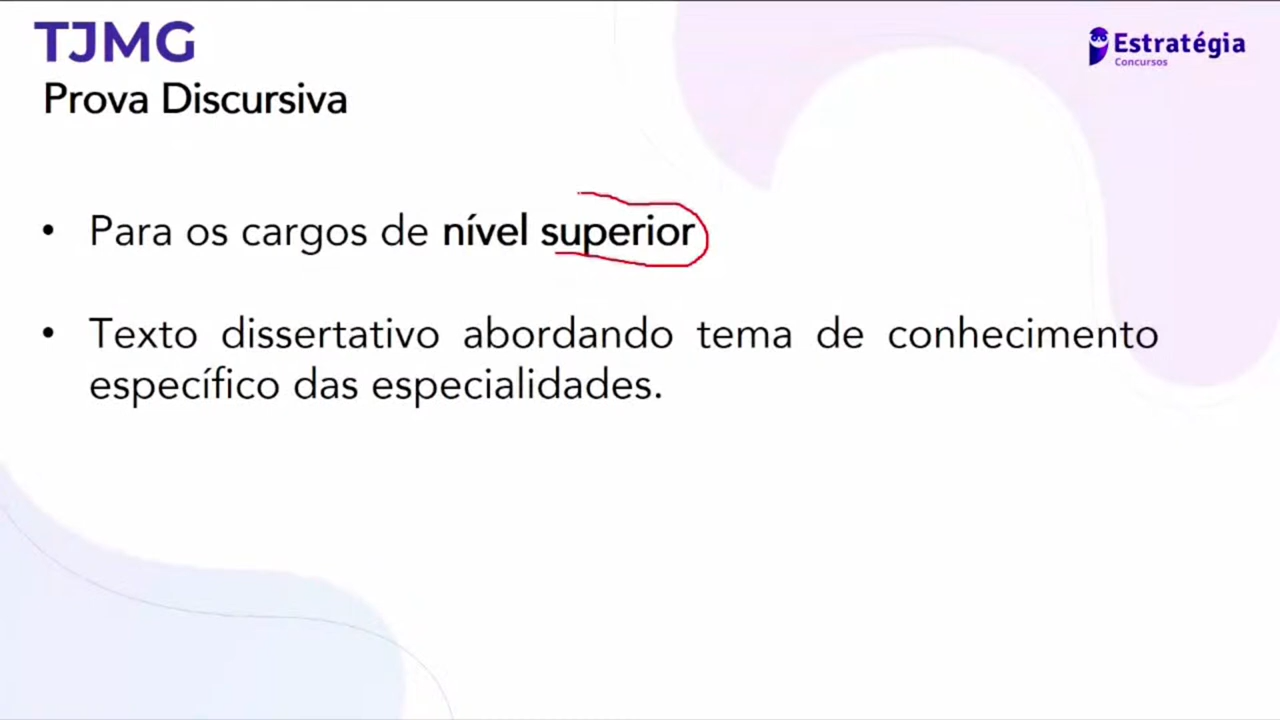 TJMG
Estratégia
Concursos
Prova Discursiva
• Para os cargos de nível superior
• Texto dissertativo abordando tema de conhecimento
específico das especialidades.